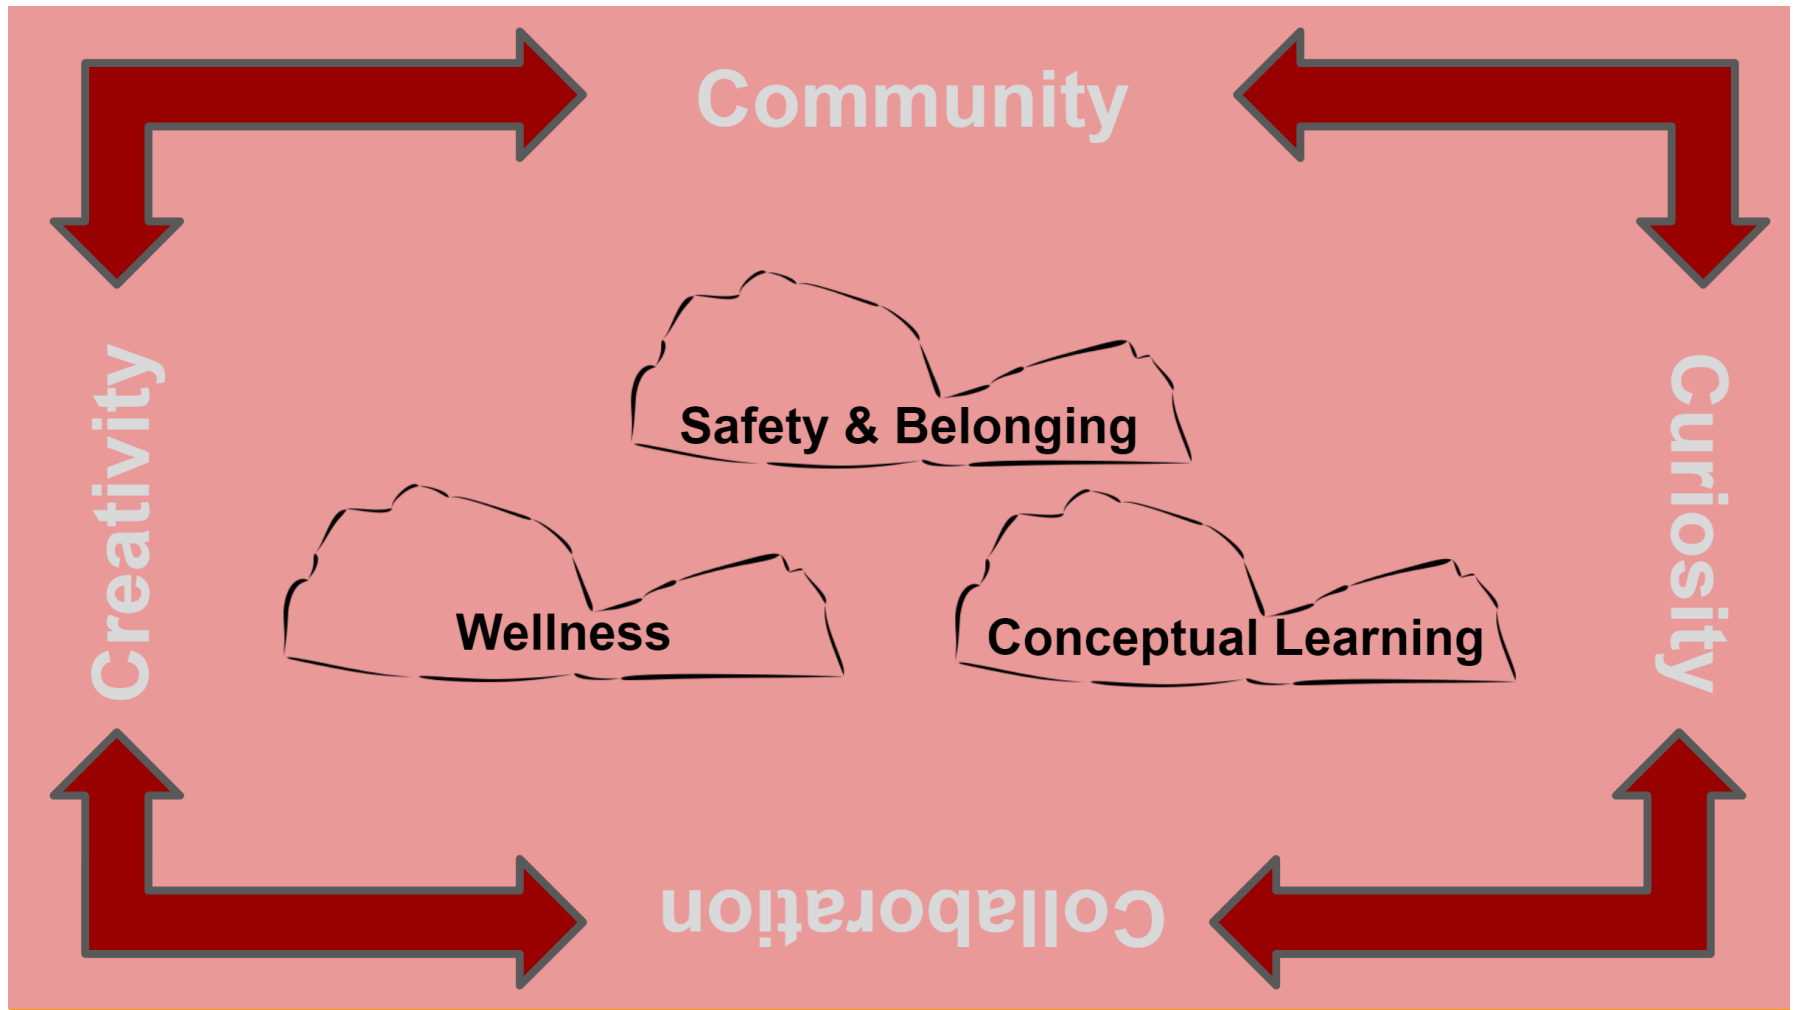 Community
Creativity
Curiosity
Safety & Belonging
Wellness
Conceptual Learning
Collaboration